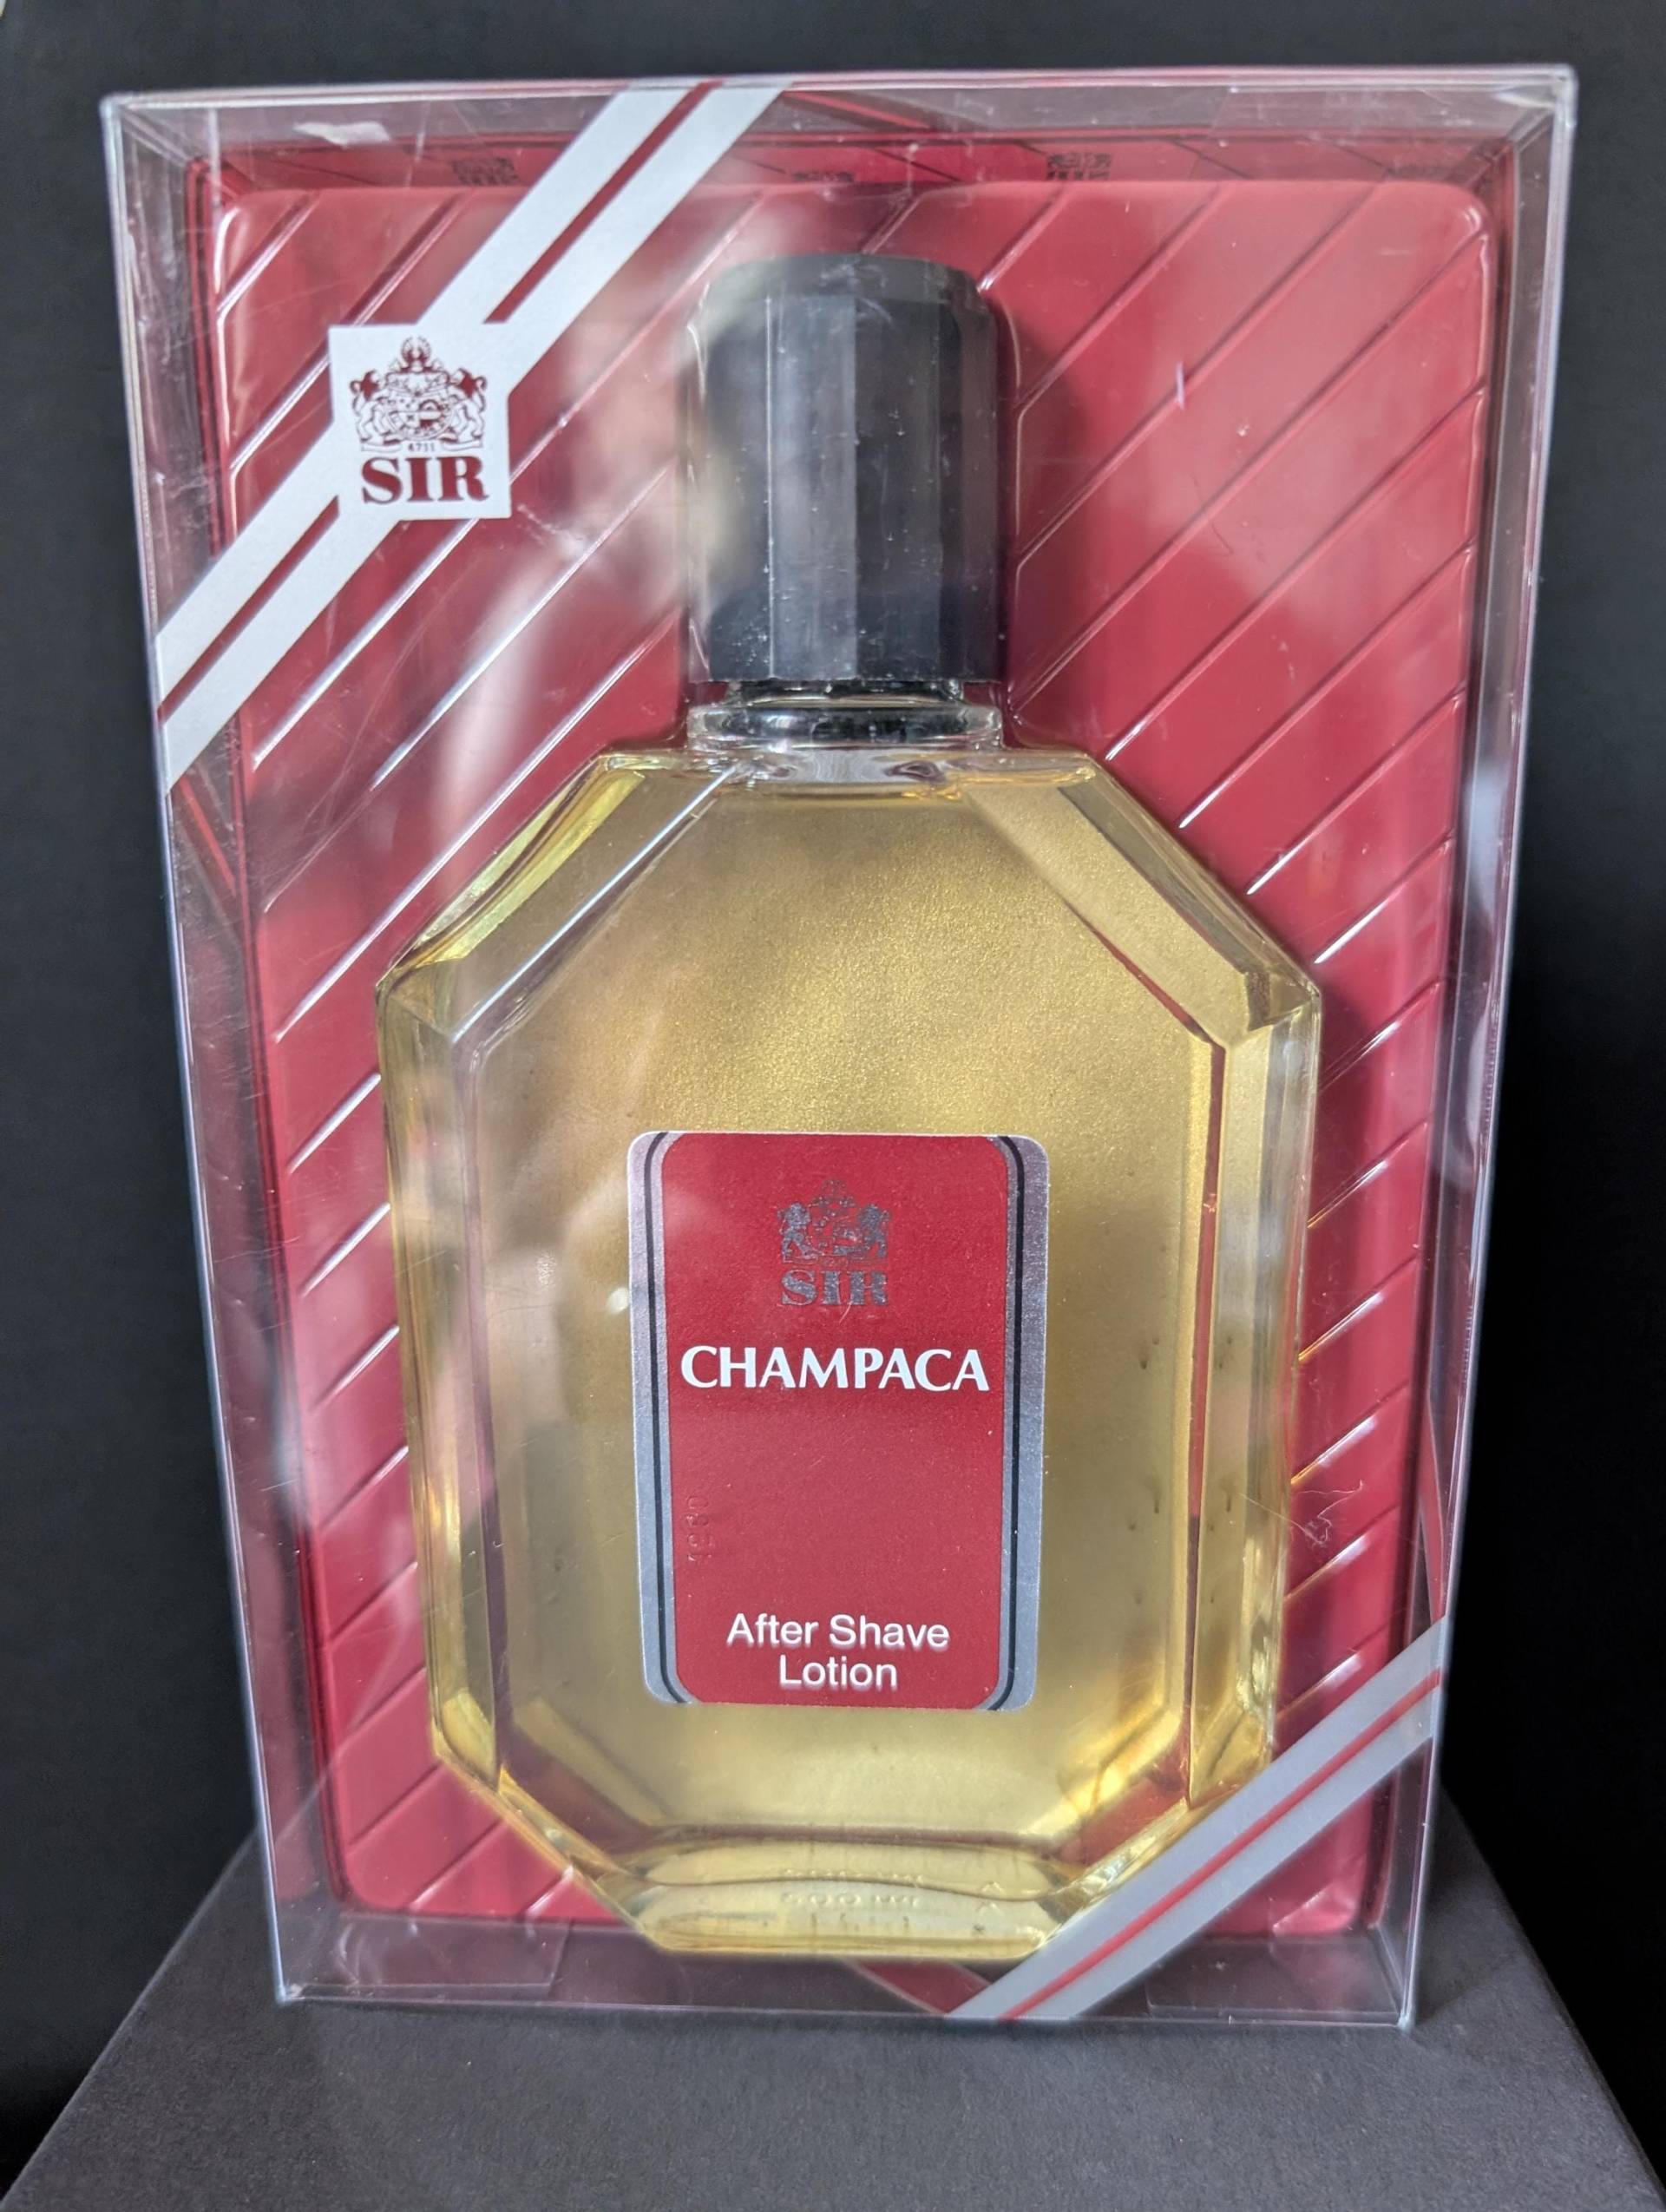 4711
SIR
SIR
CHAMPACA
After Shave
Lotion